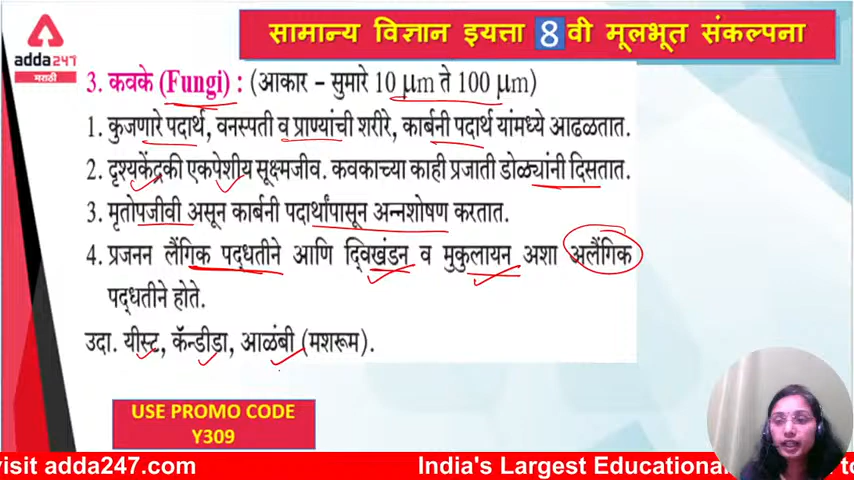 सामान्य विज्ञान इयत्ता 8 वी मूलभूत संकल्पना
adda247
मराठी
3. कवके (Fungi) : (आकार – सुमारे 10 μm ते 100 μm)
1. कुजणारे पदार्थ, वनस्पती व प्राण्यांची शरीरे, कार्बनी पदार्थ यांमध्ये आढळतात.
2. दृश्यकेंद्रकी एकपेशीय सूक्ष्मजीव. कवकाच्या काही प्रजाती डोळ्यांनी दिसतात.
3. मृतोपजीवी असून कार्बनी पदार्थांपासून अन्नशोषण करतात.
4. प्रजनन लैंगिक पद्धतीने आणि द्विखंडन व मुकुलायन अशा अलैंगिक
पद्धतीने होते.
उदा. यीस्ट, कॅन्डीडा, आळंबी (मशरूम).
USE PROMO CODE
Y309
visit adda247.com India's Largest Educational to